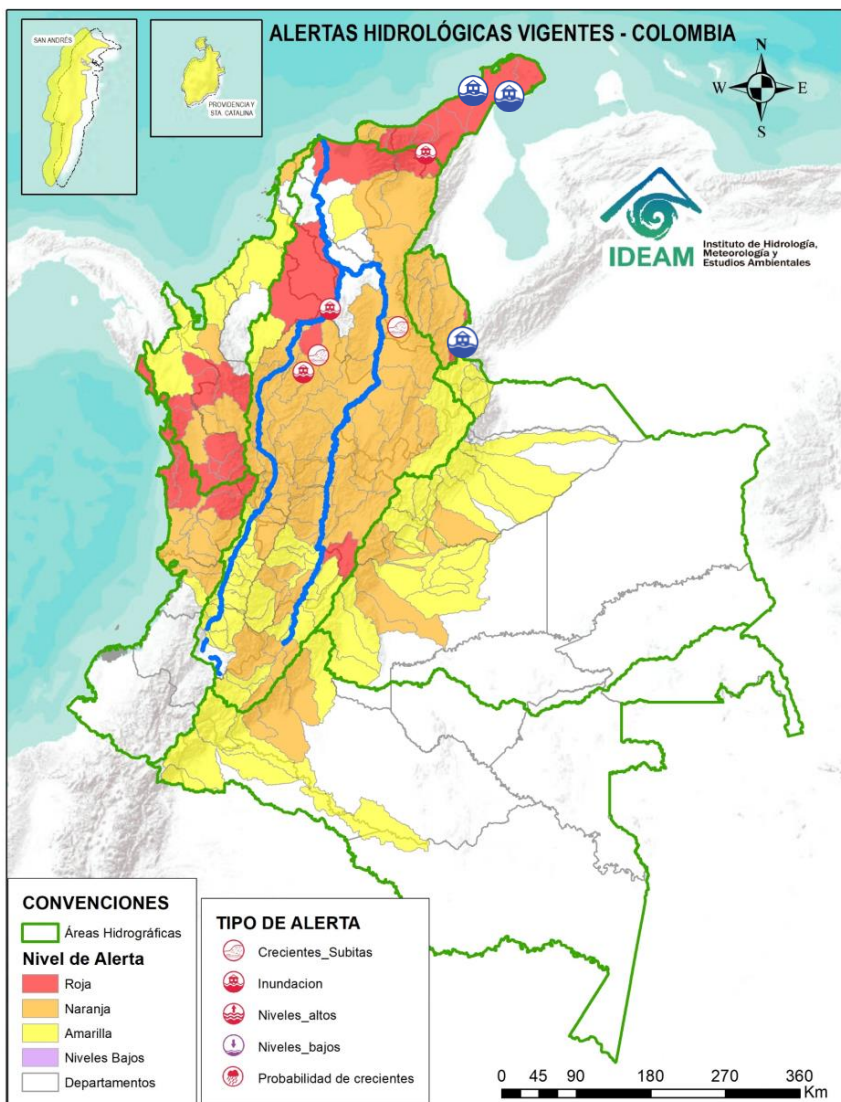 ALERTAS HIDROLÓGICAS VIGENTES - COLOMBIA
SAN ANDRÉS
PROVIDENCIA Y
STA. CATALINA
N
W
E
S
IDEAM
Instituto de Hidrología,
Meteorología y
Estudios Ambientales
CONVENCIONES
Áreas Hidrográficas
Nivel de Alerta
Roja
Naranja
Amarilla
Niveles Bajos
Departamentos
TIPO DE ALERTA
Crecientes_Subitas
Inundacion
Niveles_altos
Niveles_bajos
Probabilidad de crecientes
0 45 90 180 270 360
Km